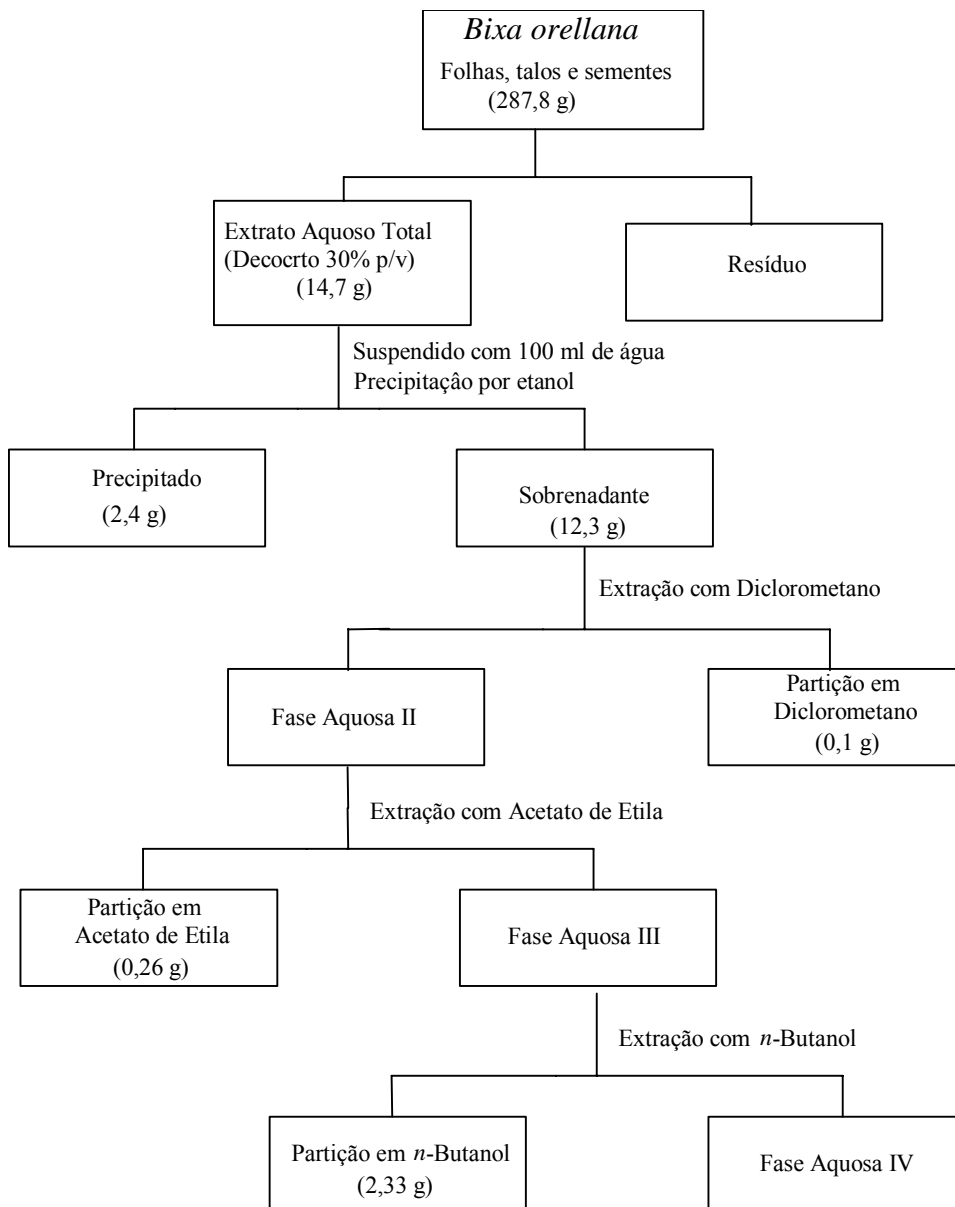 Bixa orellana
Folhas, talos e sementes
(287,8 g)
Extrato Aquoso Total
(Decocrto 30% p/v)
(14,7 g)
Resíduo
Suspendido com 100 ml de água
Precipitaçâo por etanol
Precipitado
(2,4 g)
Sobrenadante
(12,3 g)
Extração com Diclorometano
Fase Aquosa II
Partição em
Diclorometano
(0,1 g)
Extração com Acetato de Etila
Partição em
Acetato de Etila
(0,26 g)
Fase Aquosa III
Extração com n-Butanol
Partição em n-Butanol
(2,33 g)
Fase Aquosa IV